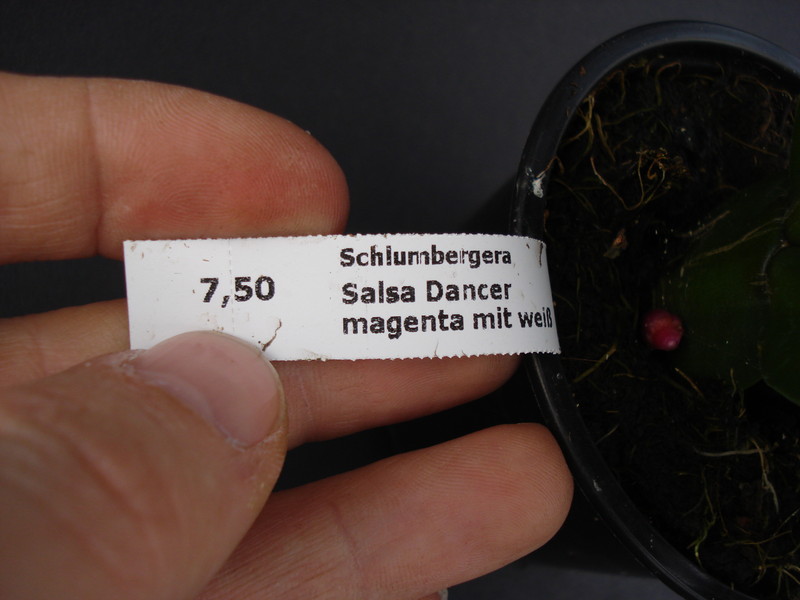 7,50
Schlumbergera
Salsa Dancer
magenta mit weiß